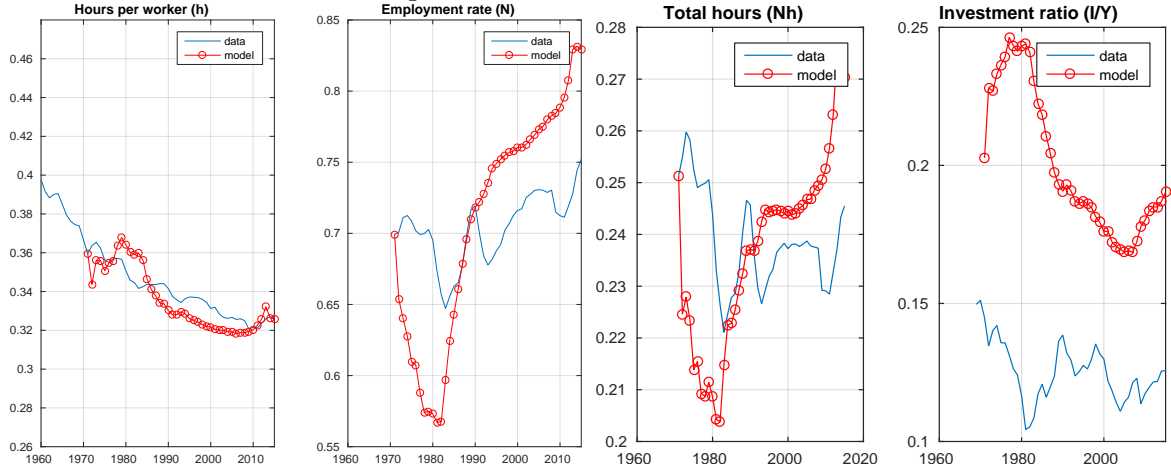 Hours per worker (h)
0.46
0.44
0.42
0.4
0.38
0.36
0.34
0.32
0.3
0.28
0.26
1960 1970 1980 1990 2000 2010
data
model
Employment rate (N)
0.85
0.8
0.75
0.7
0.65
0.6
0.55
1960 1970 1980 1990 2000 2010
data
model
Total hours (Nh)
0.28
0.27
0.26
0.25
0.24
0.23
0.22
0.21
0.2
1960 1980 2000 2020
data
model
Investment ratio (I/Y)
0.25
0.2
0.15
0.1
1960 1980 2000
data
model